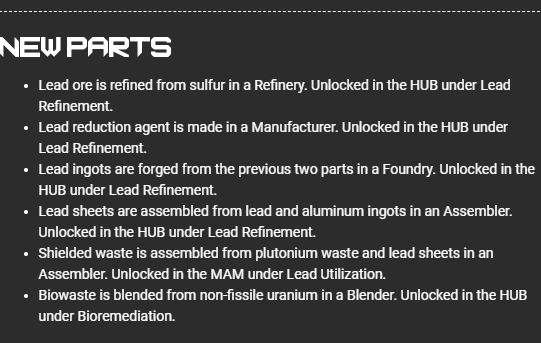 NEW PARTS
• Lead ore is refined from sulfur in a Refinery. Unlocked in the HUB under Lead
Refinement.
• Lead reduction agent is made in a Manufacturer. Unlocked in the HUB under
Lead Refinement.
• Lead ingots are forged from the previous two parts in a Foundry. Unlocked in the
HUB under Lead Refinement.
• Lead sheets are assembled from lead and aluminum ingots in an Assembler.
Unlocked in the HUB under Lead Refinement.
• Shielded waste is assembled from plutonium waste and lead sheets in an
Assembler. Unlocked in the MAM under Lead Utilization.
• Biowaste is blended from non-fissile uranium in a Blender. Unlocked in the HUB
under Bioremediation.